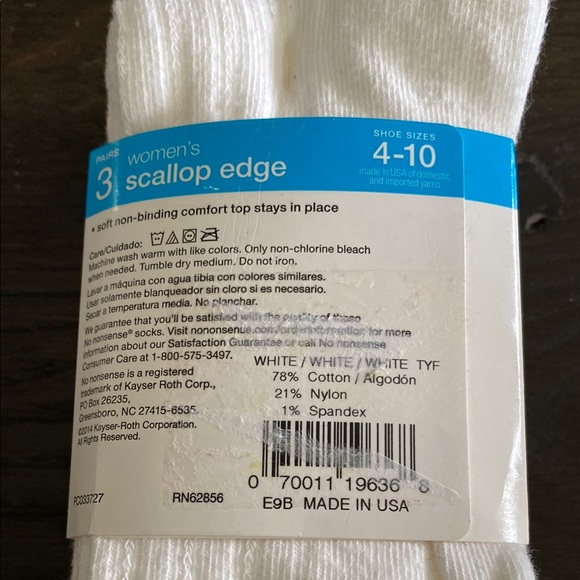 3 PAIRS
women's
scallop edge
SHOE SIZES
4-10
made in USA of domestic
and imported yarns
• soft non-binding comfort top stays in place
Care/Cuidado:
Machine wash warm with like colors. Only non-chlorine bleach
when needed. Tumble dry medium. Do not iron.
Lavar a máquina con agua tibia con colores similares.
Usar solamente blanqueador sin cloro si es necesario.
Secar a temperatura media. No planchar.
We guarantee that you'll be satisfied with the quality of these
No nonsense® socks. Visit nononsense.com/orderinformation for more
information about our Satisfaction Guarantee or call No nonsense
Consumer Care at 1-800-575-3497.
No nonsense is a registered
trademark of Kayser Roth Corp.,
PO Box 26235,
Greensboro, NC 27415-6535.
©2014 Kayser-Roth Corporation.
All Rights Reserved.
WHITE / WHITE / WHITE TYF
78% Cotton / Algodón
21% Nylon
1% Spandex
0 70011 19636 8
PC033727
RN62856
E9B MADE IN USA